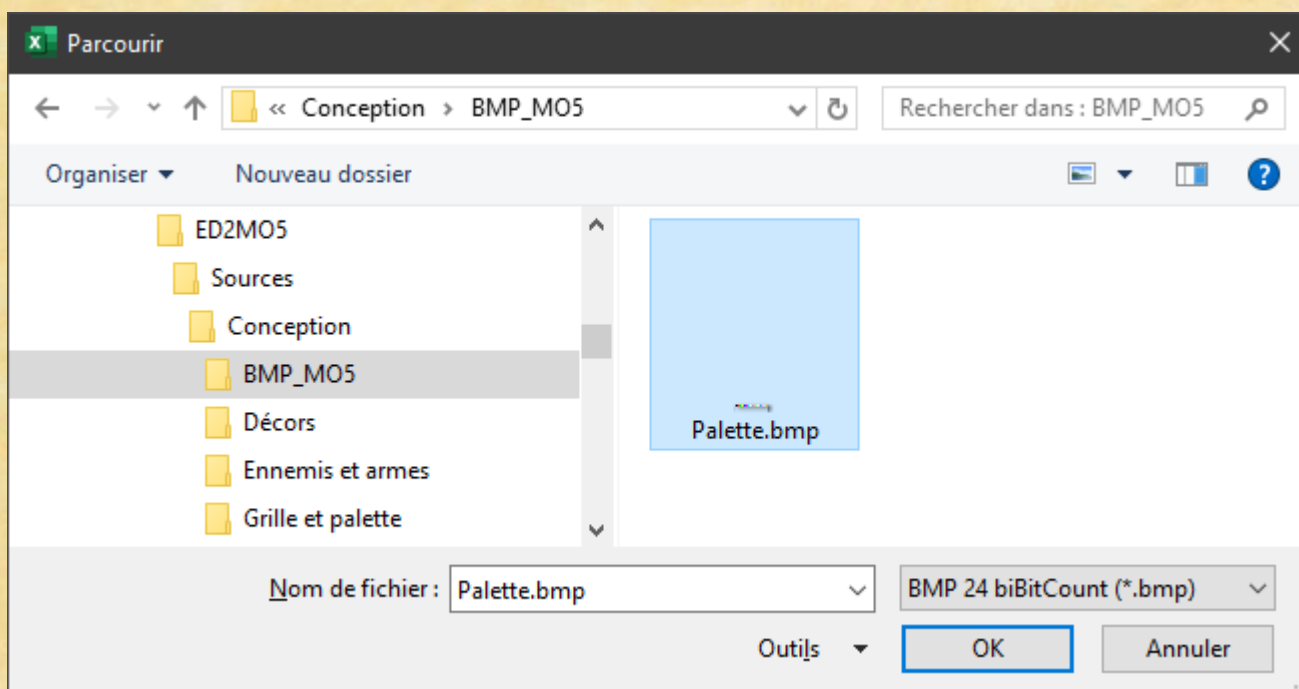 Parcourir
« Conception > BMP_MO5
Rechercher dans : BMP_MO5
Organiser
Nouveau dossier
?
ED2MO5
Sources
Conception
BMP_MO5
Décors
Ennemis et armes
Grille et palette
Palette.bmp
Nom de fichier : Palette.bmp
BMP 24 biBitCount (*.bmp)
Outils
OK
Annuler